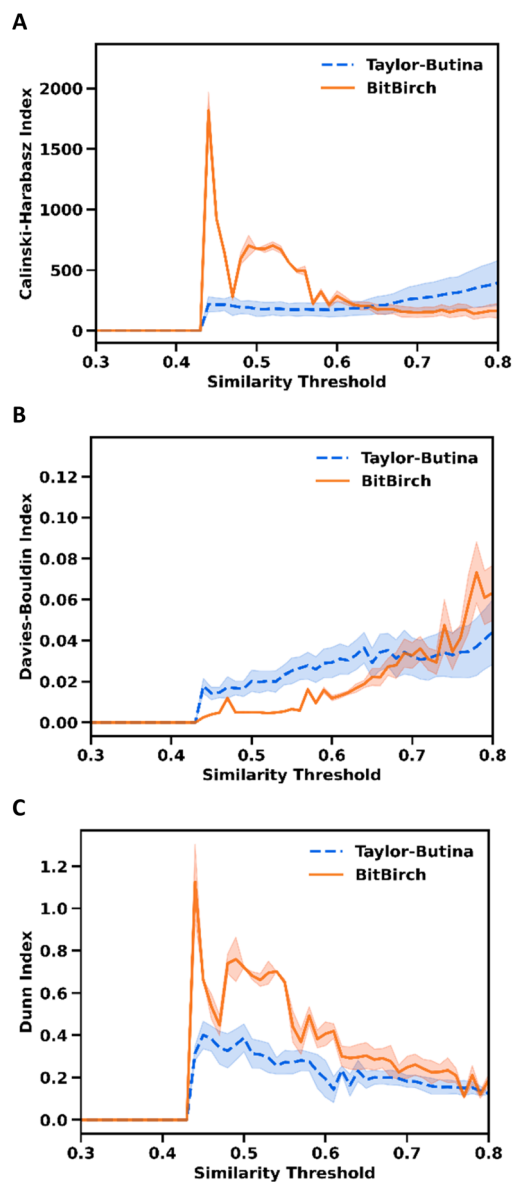 A
Taylor-Butina
BitBirch
Calinski-Harabasz Index
2000
1500
1000
500
0
0.3 0.4 0.5 0.6 0.7 0.8
Similarity Threshold
B
Taylor-Butina
BitBirch
Davies-Bouldin Index
0.12
0.10
0.08
0.06
0.04
0.02
0.00
0.3 0.4 0.5 0.6 0.7 0.8
Similarity Threshold
C
Taylor-Butina
BitBirch
Dunn Index
1.2
1.0
0.8
0.6
0.4
0.2
0.0
0.3 0.4 0.5 0.6 0.7 0.8
Similarity Threshold